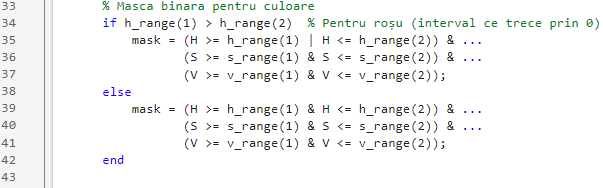 33 % Masca binara pentru culoare
34 if h_range(1) > h_range(2) % Pentru roșu (interval ce trece prin 0)
35 mask = (H >= h_range(1) | H <= h_range(2)) & ...
36 (S >= s_range(1) & S <= s_range(2)) & ...
37 (V >= v_range(1) & V <= v_range(2));
38 else
39 mask = (H >= h_range(1) & H <= h_range(2)) & ...
40 (S >= s_range(1) & S <= s_range(2)) & ...
41 (V >= v_range(1) & V <= v_range(2));
42 end
43